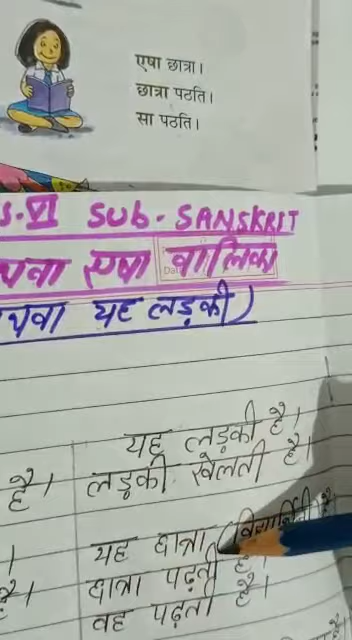 एषा छात्रा।
छात्रा पठति।
सा पठति।
S.VI SUB. SANSKRIT
एषा वालिका
यह लड़की)
यह लड़की है।
है। लड़की खेलती है।
यह छात्रा (विद्यार्थिनी) है
छात्रा पढ़ती है।
है। वह पढ़ती है।